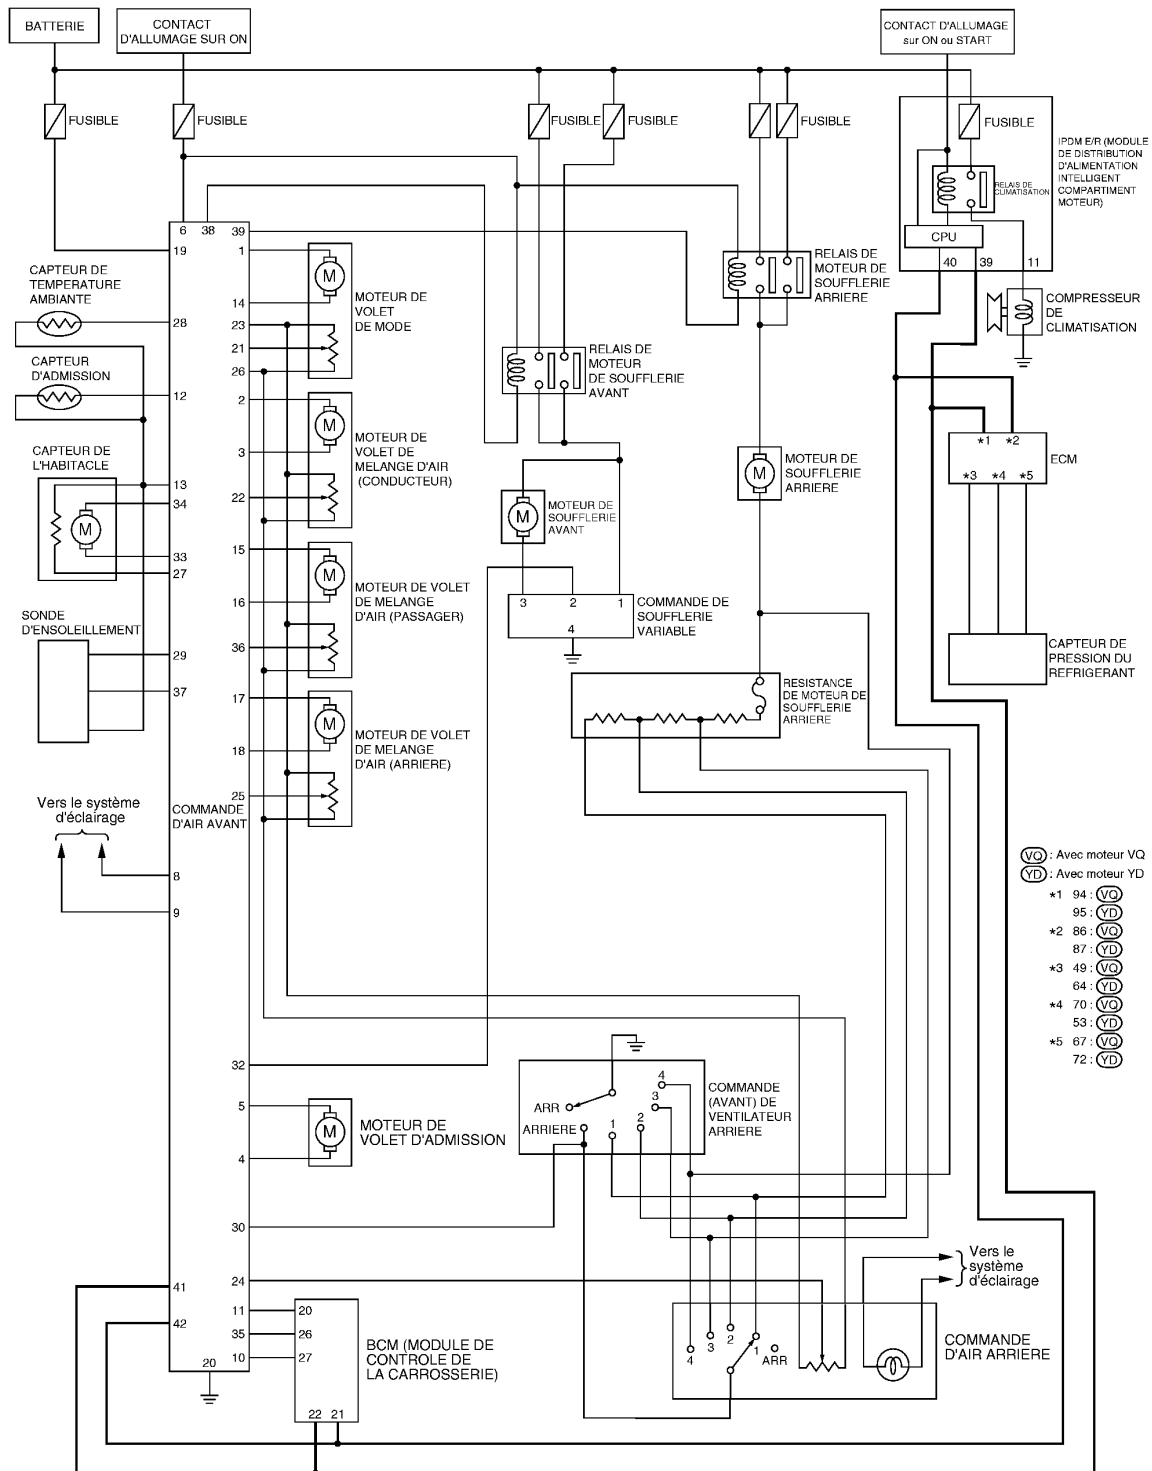 BATTERIE
CONTACT
D'ALLUMAGE SUR ON
CONTACT D'ALLUMAGE
sur ON ou START
FUSIBLE
FUSIBLE
FUSIBLE
FUSIBLE
FUSIBLE
FUSIBLE
IPDM E/R (MODULE
DE DISTRIBUTION
D'ALIMENTATION
INTELLIGENT
COMPARTIMENT
MOTEUR)
RELAIS DE
CLIMATISATION
CPU
40 39 11
6 38 39
19
1
14
23
21
26
MOTEUR DE
VOLET
DE MODE
M
CAPTEUR DE
TEMPERATURE
AMBIANTE
28
CAPTEUR
D'ADMISSION
12
CAPTEUR DE
L'HABITACLE
M
13
34
33
27
SONDE
D'ENSOLEILLEMENT
29
37
2
3
22
M
MOTEUR DE
VOLET DE
MELANGE D'AIR
(CONDUCTEUR)
15
16
36
M
MOTEUR DE VOLET
DE MELANGE
D'AIR (PASSAGER)
17
18
25
M
MOTEUR DE VOLET
DE MELANGE
D'AIR (ARRIERE)
COMMANDE
D'AIR AVANT
Vers le système
d'éclairage
8
9
RELAIS DE
MOTEUR
DE SOUFFLERIE
AVANT
RELAIS DE
MOTEUR DE
SOUFFLERIE
ARRIERE
COMPRESSEUR
DE
CLIMATISATION
M
MOTEUR DE
SOUFFLERIE
AVANT
M
MOTEUR DE
SOUFFLERIE
ARRIERE
*1 *2
ECM
*3 *4 *5
3 2 1
4
COMMANDE DE
SOUFFLERIE
VARIABLE
CAPTEUR DE
PRESSION DU
REFRIGERANT
RESISTANCE
DE MOTEUR DE
SOUFFLERIE
ARRIERE
VQ : Avec moteur VQ
YD : Avec moteur YD
*1 94 : VQ
95 : YD
*2 86 : VQ
87 : YD
*3 49 : VQ
64 : YD
*4 70 : VQ
53 : YD
*5 67 : VQ
72 : YD
32
5
4
M
MOTEUR DE
VOLET D'ADMISSION
ARR
ARRIERE
1
2
3
4
COMMANDE
(AVANT) DE
VENTILATEUR
ARRIERE
30
24
41
42
11
35
10
20
20
26
27
22 21
BCM (MODULE DE
CONTROLE DE
LA CARROSSERIE)
Vers le
système
d'éclairage
4
3
2
1
ARR
COMMANDE
D'AIR ARRIERE